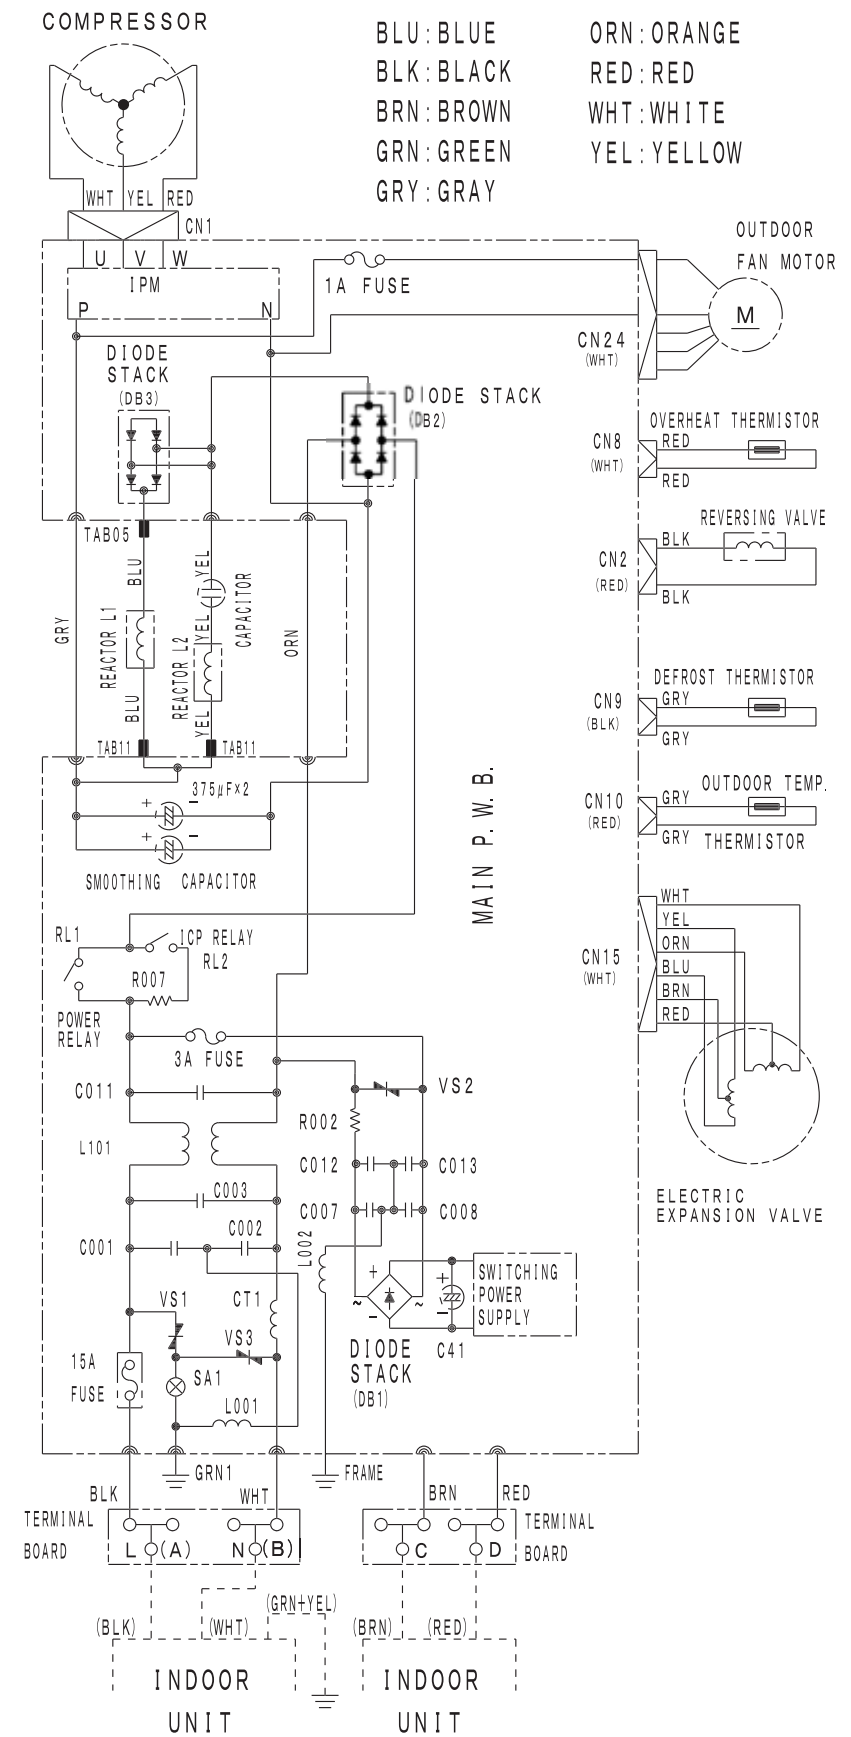 COMPRESSOR
BLU:BLUE
BLK:BLACK
BRN:BROWN
GRN:GREEN
GRY:GRAY
ORN:ORANGE
RED:RED
WHT:WHITE
YEL:YELLOW
WHT YEL RED
CN1
U V W
IPM
P N
1A FUSE
OUTDOOR
FAN MOTOR
M
CN24
(WHT)
DIODE
STACK
(DB3)
DIODE STACK
(DB2)
OVERHEAT THERMISTOR
CN8
(WHT)
RED
RED
REVERSING VALVE
CN2
(RED)
BLK
BLK
TAB05
BLU
YEL
CAPACITOR
GRY
REACTOR L1
YEL
REACTOR L2
ORN
BLU
YEL
TAB11
TAB11
DEFROST THERMISTOR
CN9
(BLK)
GRY
GRY
375μF×2
+ -
+ -
SMOOTHING CAPACITOR
MAIN P. W. B.
OUTDOOR TEMP.
THERMISTOR
CN10
(RED)
GRY
GRY
RL1
ICP RELAY
RL2
R007
POWER
RELAY
CN15
(WHT)
WHT
YEL
ORN
BLU
BRN
RED
3A FUSE
C011
VS2
R002
L101
C012
C013
C003
C007
C008
C002
C001
L002
ELECTRIC
EXPANSION VALVE
VS1
CT1
VS3
+
~ ~
-
+
-
SWITCHING
POWER
SUPPLY
DIODE
STACK
(DB1)
C41
15A
FUSE
SA1
L001
GRN1
FRAME
BLK
WHT
BRN
RED
TERMINAL
BOARD
L (A)
N (B)
C
D
TERMINAL
BOARD
(BLK)
(WHT)
(GRN+YEL)
(BRN)
(RED)
INDOOR
UNIT
INDOOR
UNIT